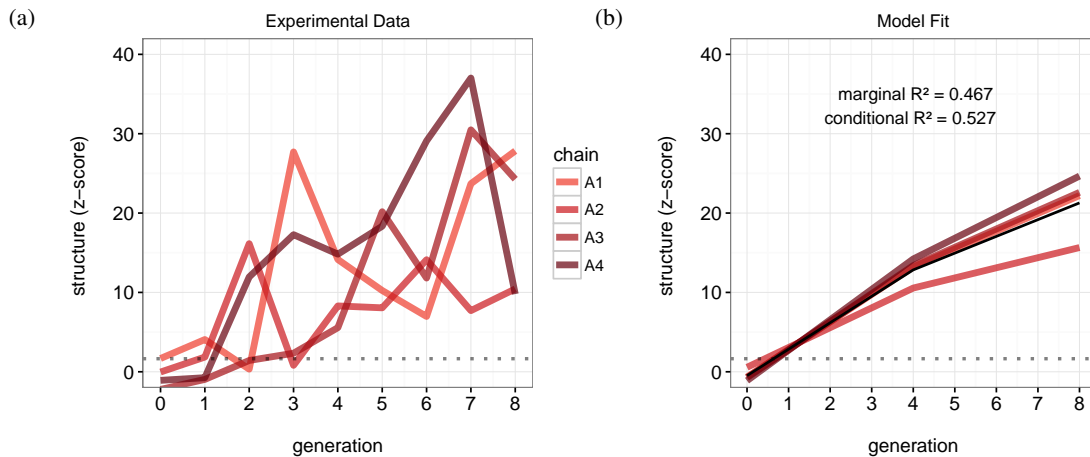 (a)
Experimental Data
structure (z−score)
40
30
20
10
0
0 1 2 3 4 5 6 7 8
generation
chain
A1
A2
A3
A4
(b)
Model Fit
marginal R² = 0.467
conditional R² = 0.527
structure (z−score)
40
30
20
10
0
0 1 2 3 4 5 6 7 8
generation